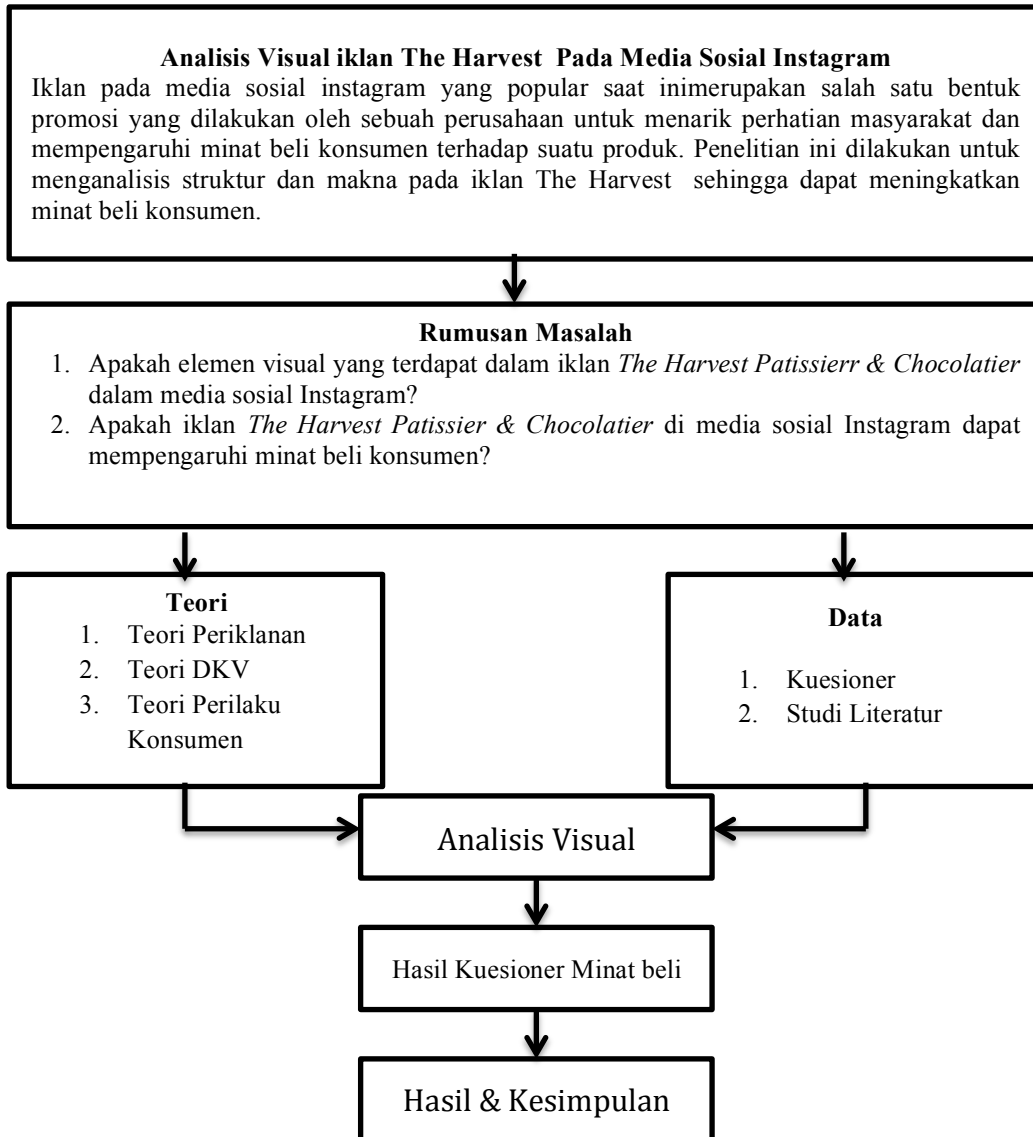 Analisis Visual iklan The Harvest Pada Media Sosial Instagram
Iklan pada media sosial instagram yang popular saat inimerupakan salah satu bentuk
promosi yang dilakukan oleh sebuah perusahaan untuk menarik perhatian masyarakat dan
mempengaruhi minat beli konsumen terhadap suatu produk. Penelitian ini dilakukan untuk
menganalisis struktur dan makna pada iklan The Harvest sehingga dapat meningkatkan
minat beli konsumen.
Rumusan Masalah
1. Apakah elemen visual yang terdapat dalam iklan The Harvest Patissierr & Chocolatier
dalam media sosial Instagram?
2. Apakah iklan The Harvest Patissier & Chocolatier di media sosial Instagram dapat
mempengaruhi minat beli konsumen?
Teori
1. Teori Periklanan
2. Teori DKV
3. Teori Perilaku
Konsumen
Data
1. Kuesioner
2. Studi Literatur
Analisis Visual
Hasil Kuesioner Minat beli
Hasil & Kesimpulan